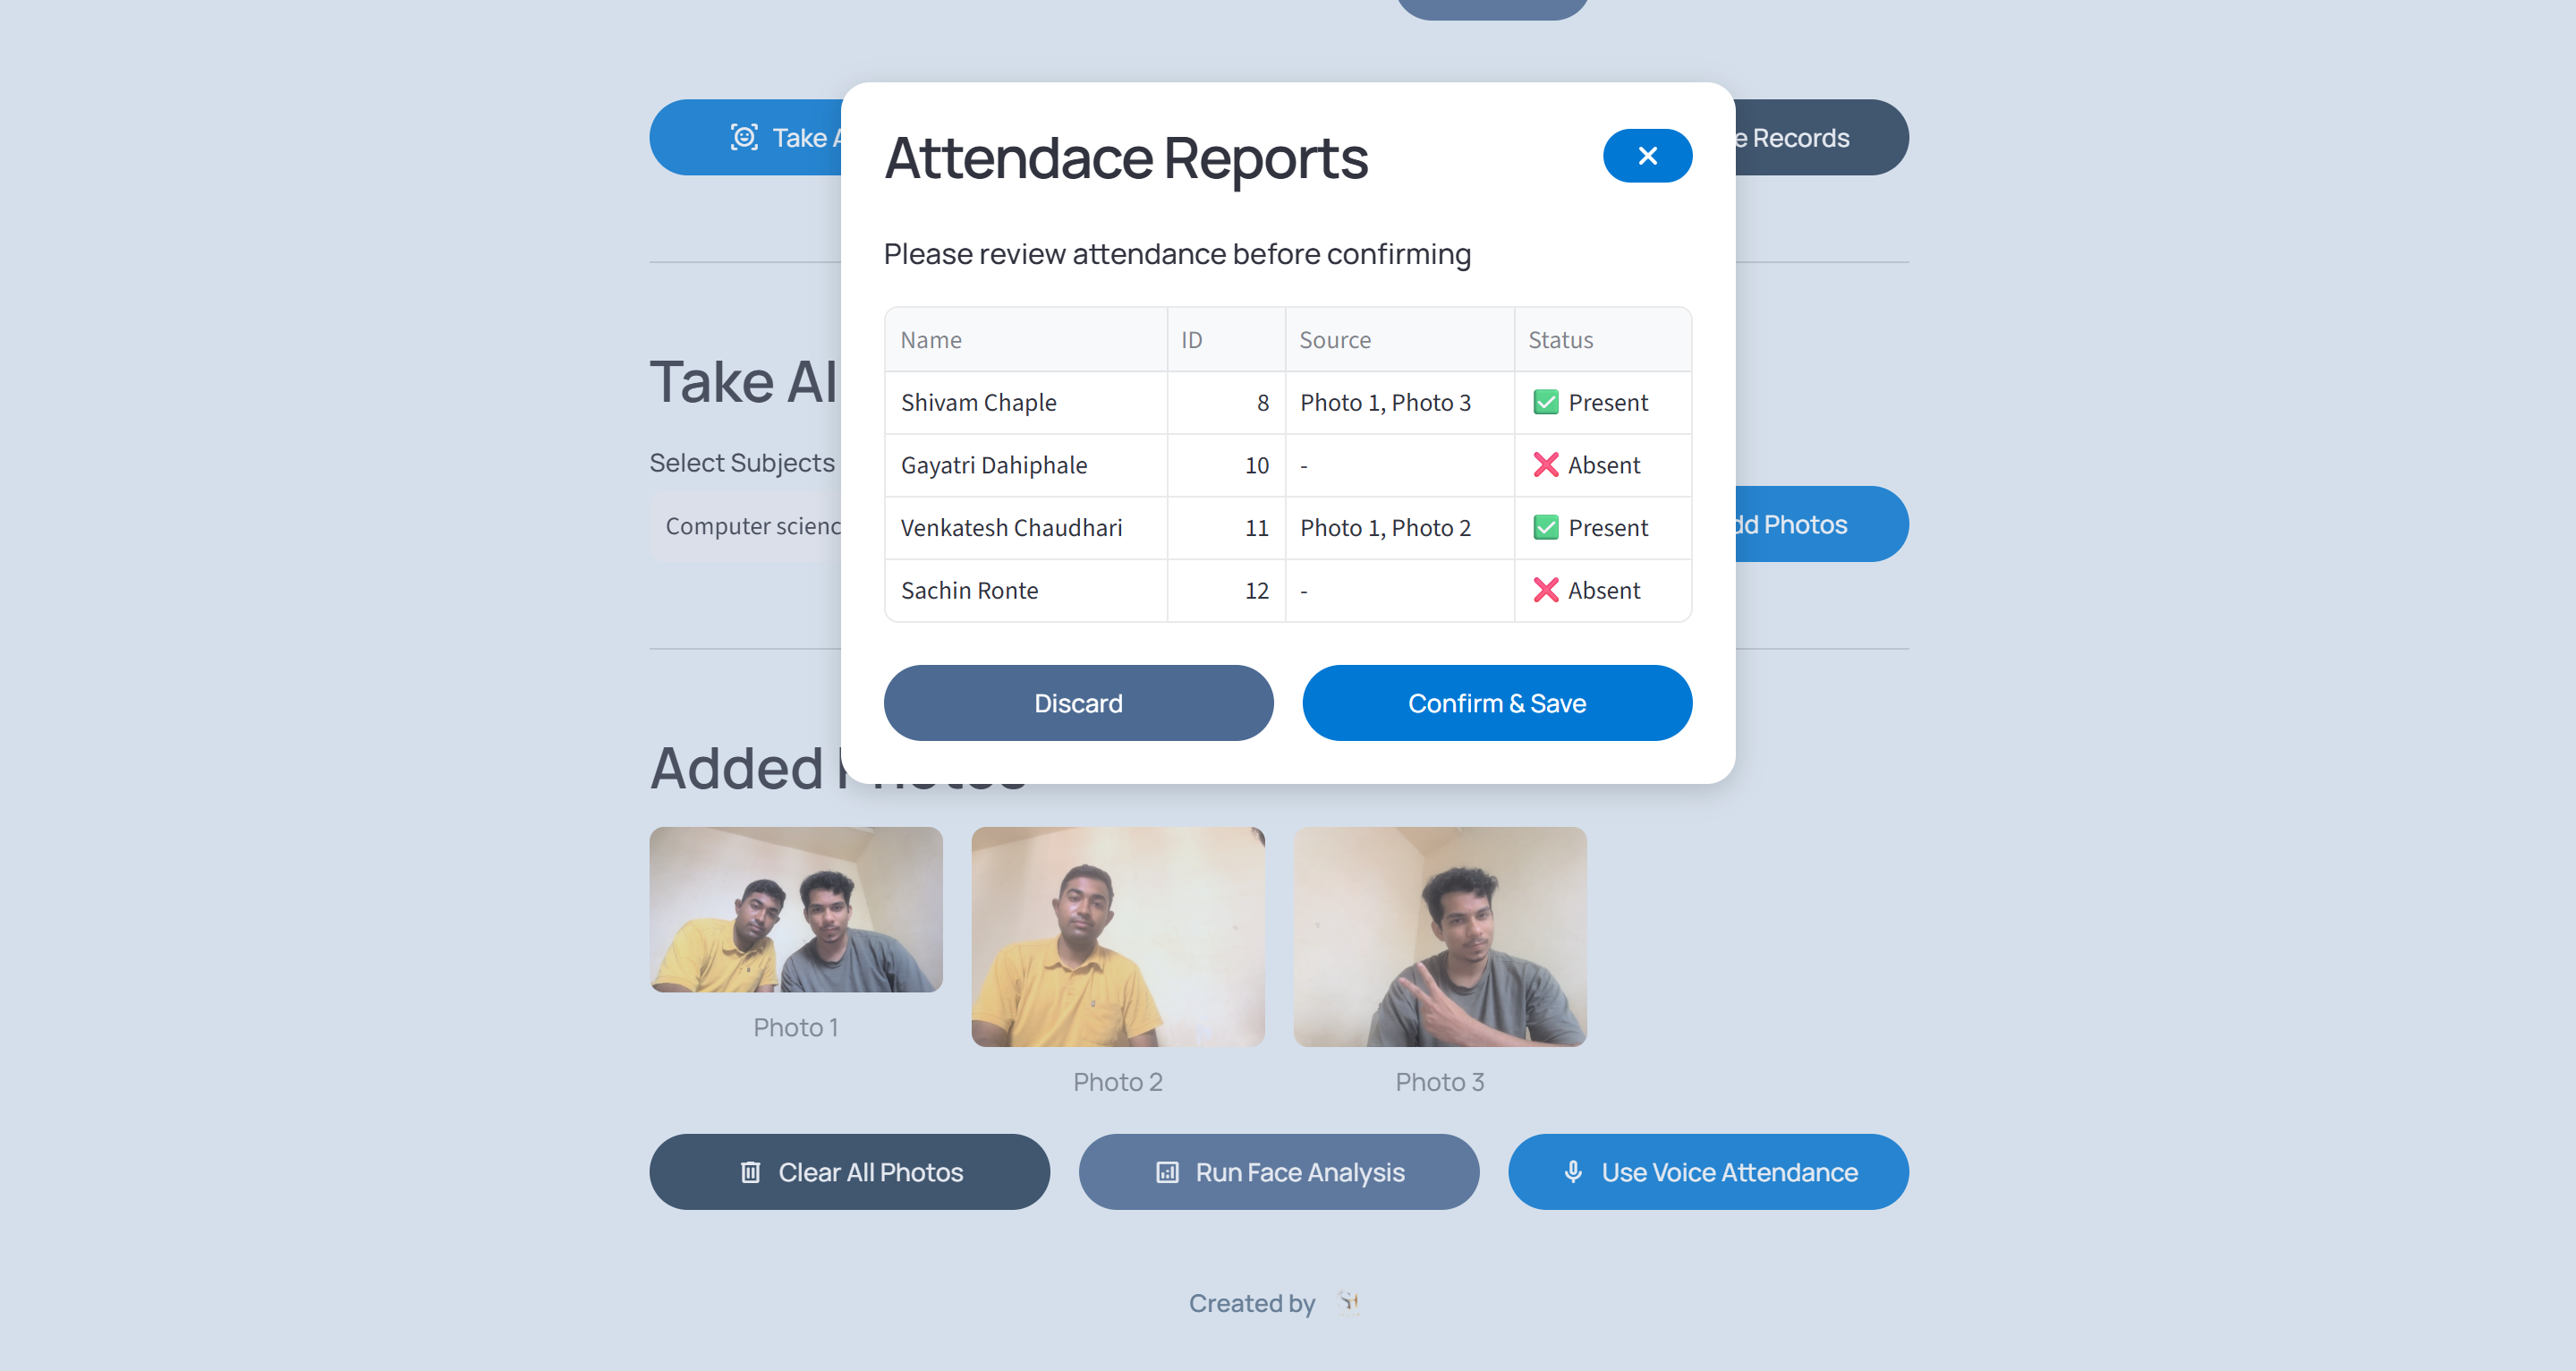 Take A
e Records
Attendace Reports
Please review attendance before confirming
Name ID Source Status
Shivam Chaple 8 Photo 1, Photo 3 ✅ Present
Gayatri Dahiphale 10 - ❌ Absent
Venkatesh Chaudhari 11 Photo 1, Photo 2 ✅ Present
Sachin Ronte 12 - ❌ Absent
Discard Confirm & Save
Take AI
Select Subjects
Computer scienc
dd Photos
Added
Photo 1
Photo 2
Photo 3
Clear All Photos
Run Face Analysis
Use Voice Attendance
Created by